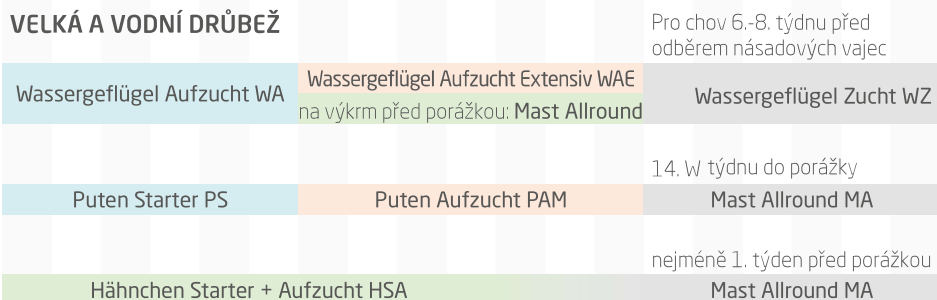 VELKÁ A VODNÍ DRŮBEŽ
Pro chov 6.-8. týdnu před
odběrem násadových vajec
Wassergeflügel Aufzucht WA
Wassergeflügel Aufzucht Extensiv WAE
na výkrm před porážkou: Mast Allround
Wassergeflügel Zucht WZ
14. W týdnu do porážky
Puten Starter PS
Puten Aufzucht PAM
Mast Allround MA
nejméně 1. týden před porážkou
Hähnchen Starter + Aufzucht HSA
Mast Allround MA